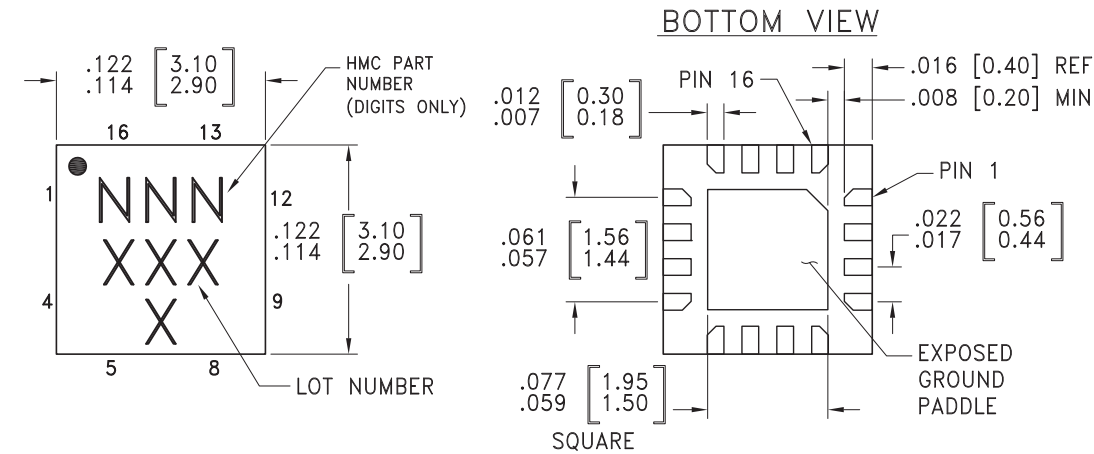 BOTTOM VIEW
.122 [3.10]
.114 [2.90]
HMC PART
NUMBER
(DIGITS ONLY)
16 13
1 12
4 9
5 8
NNN
XXX
X
.122 [3.10]
.114 [2.90]
LOT NUMBER
.012 [0.30]
.007 [0.18]
PIN 16
.016 [0.40] REF
.008 [0.20] MIN
PIN 1
.061 [1.56]
.057 [1.44]
.022 [0.56]
.017 [0.44]
.077 [1.95]
.059 [1.50]
SQUARE
EXPOSED
GROUND
PADDLE